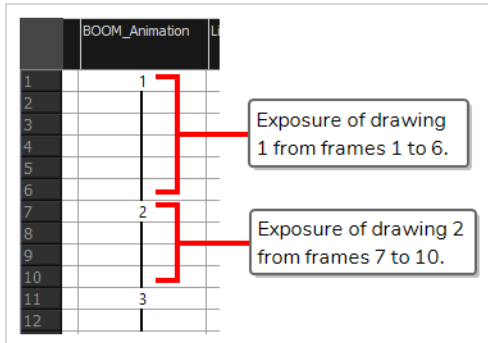 BOOM_Animation Li
1 1
2
3
4
5
6
7 2
8
9
10
11 3
12
Exposure of drawing
1 from frames 1 to 6.
Exposure of drawing 2
from frames 7 to 10.